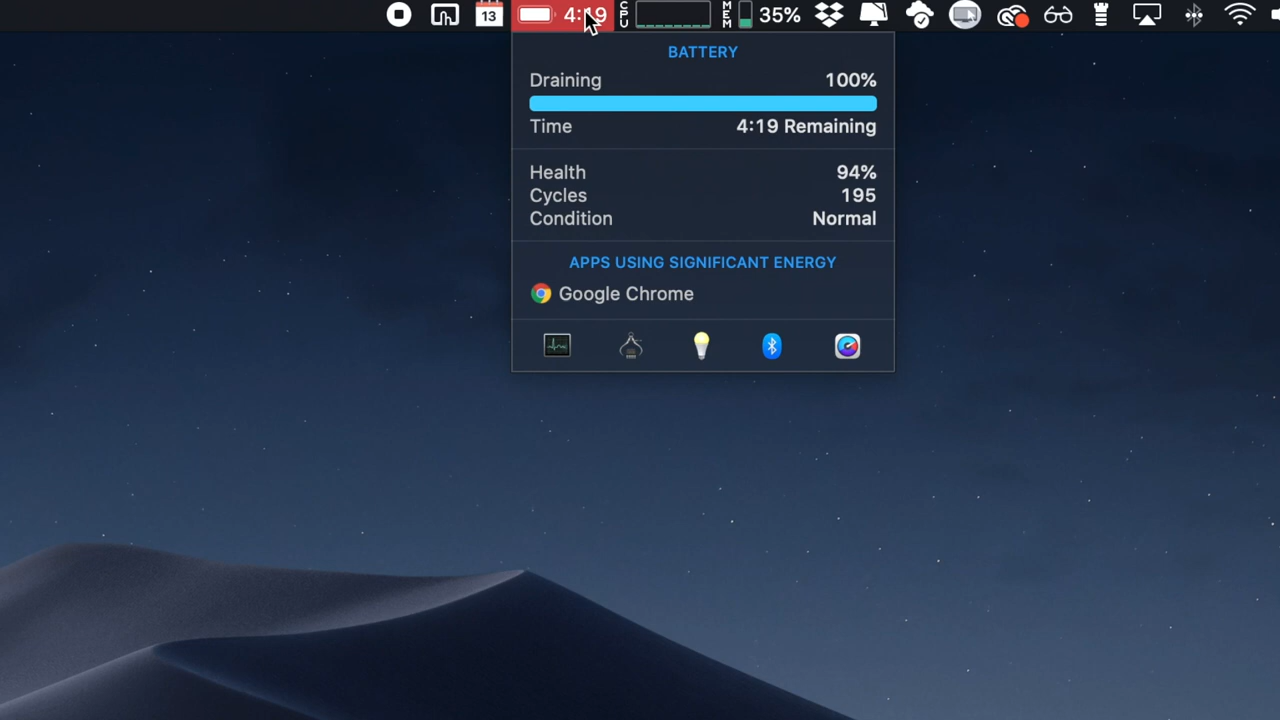 13 4:19 CPU MEM 35%
BATTERY
Draining 100%
Time 4:19 Remaining
Health 94%
Cycles 195
Condition Normal
APPS USING SIGNIFICANT ENERGY
Google Chrome